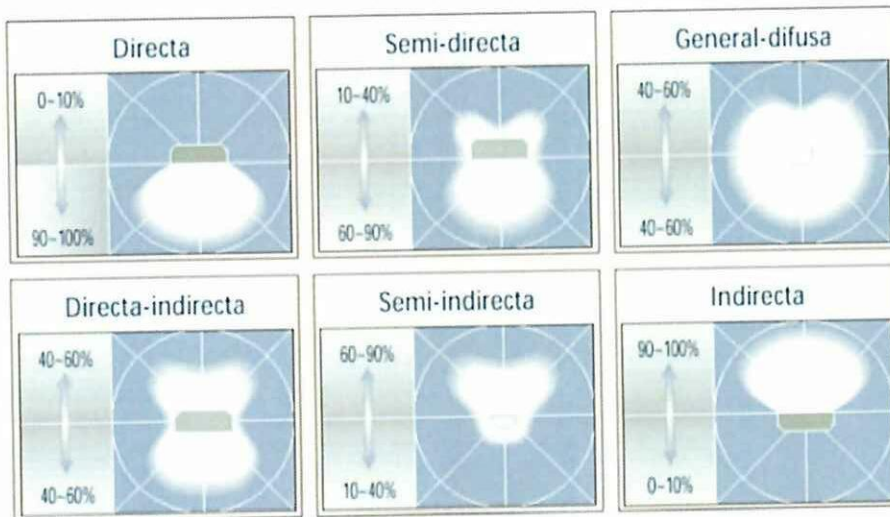 Directa
0-10%
90-100%
Semi-directa
10-40%
60-90%
General-difusa
40-60%
40-60%
Directa-indirecta
40-60%
40-60%
Semi-indirecta
60-90%
10-40%
Indirecta
90-100%
0-10%